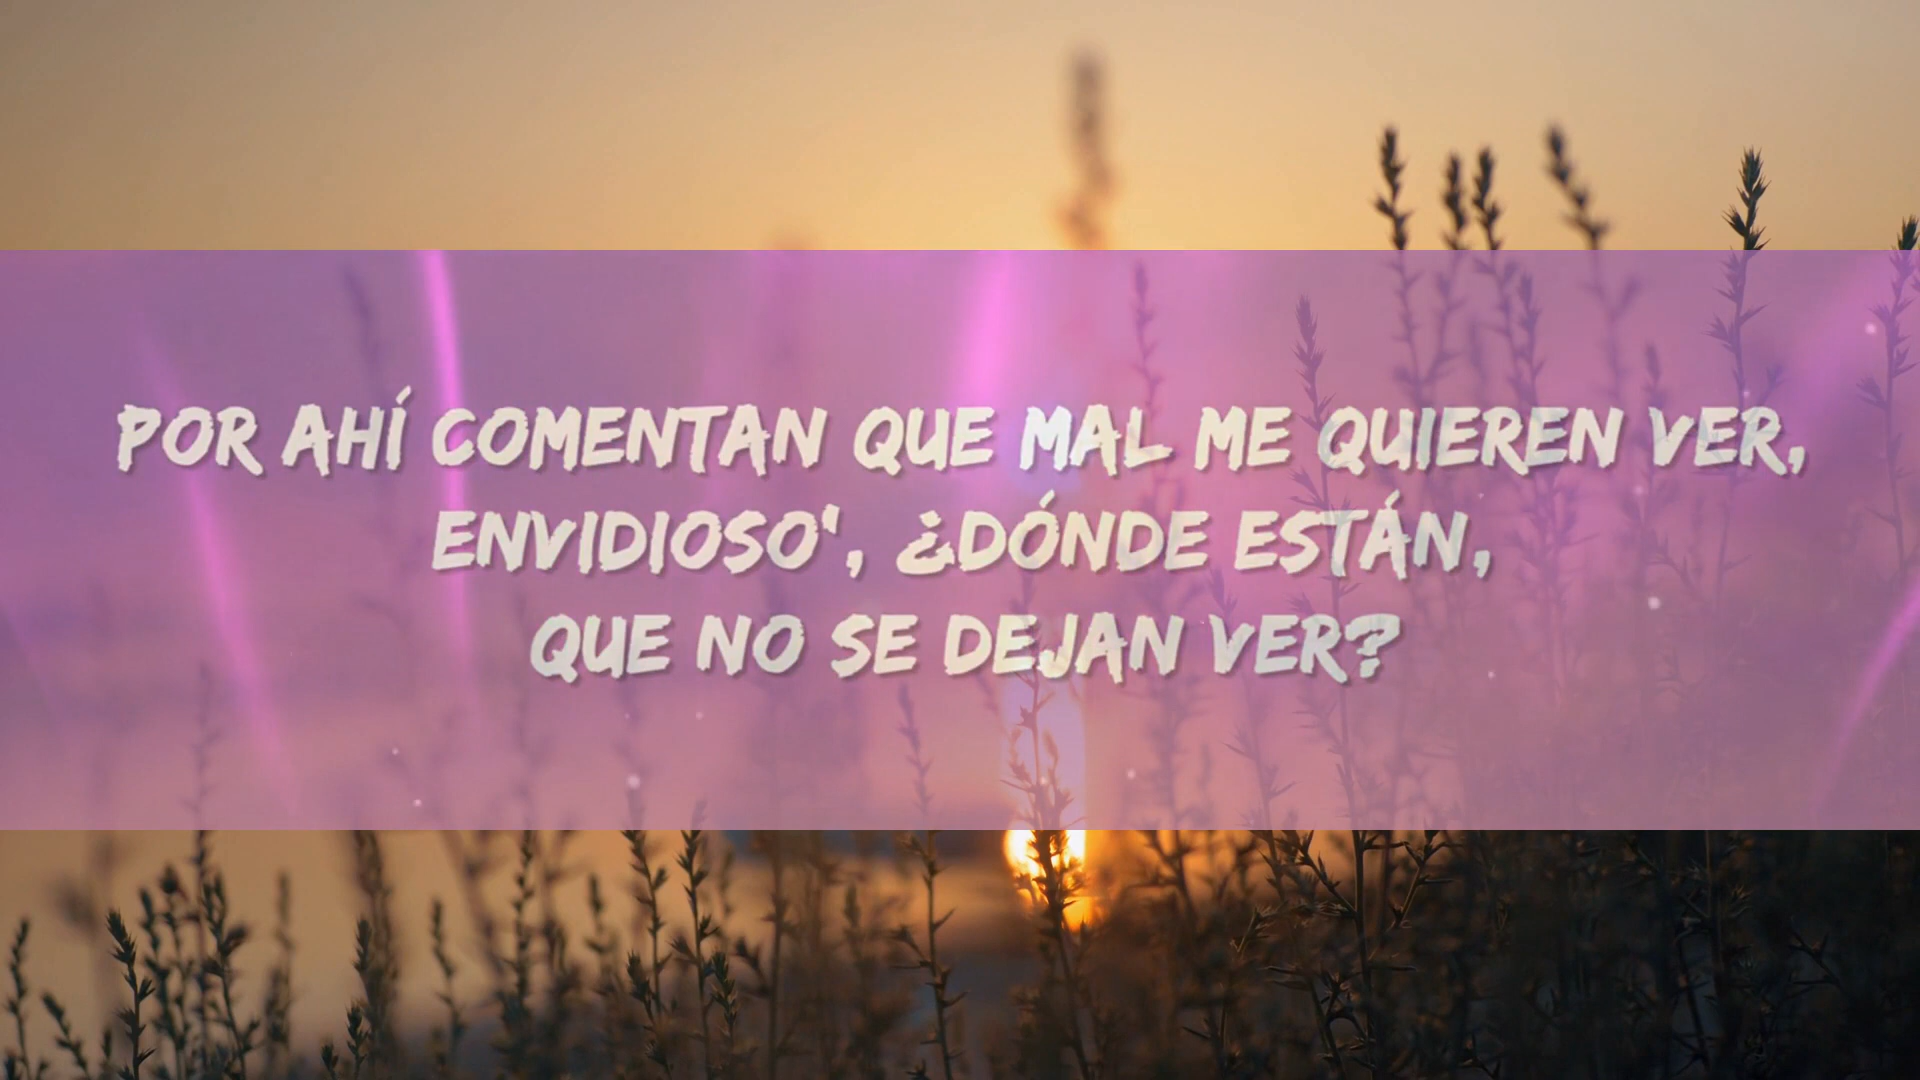 POR AHÍ COMENTAN QUE MAL ME QUIEREN VER,
ENVIDIOSO', ¿DÓNDE ESTÁN,
QUE NO SE DEJAN VER?